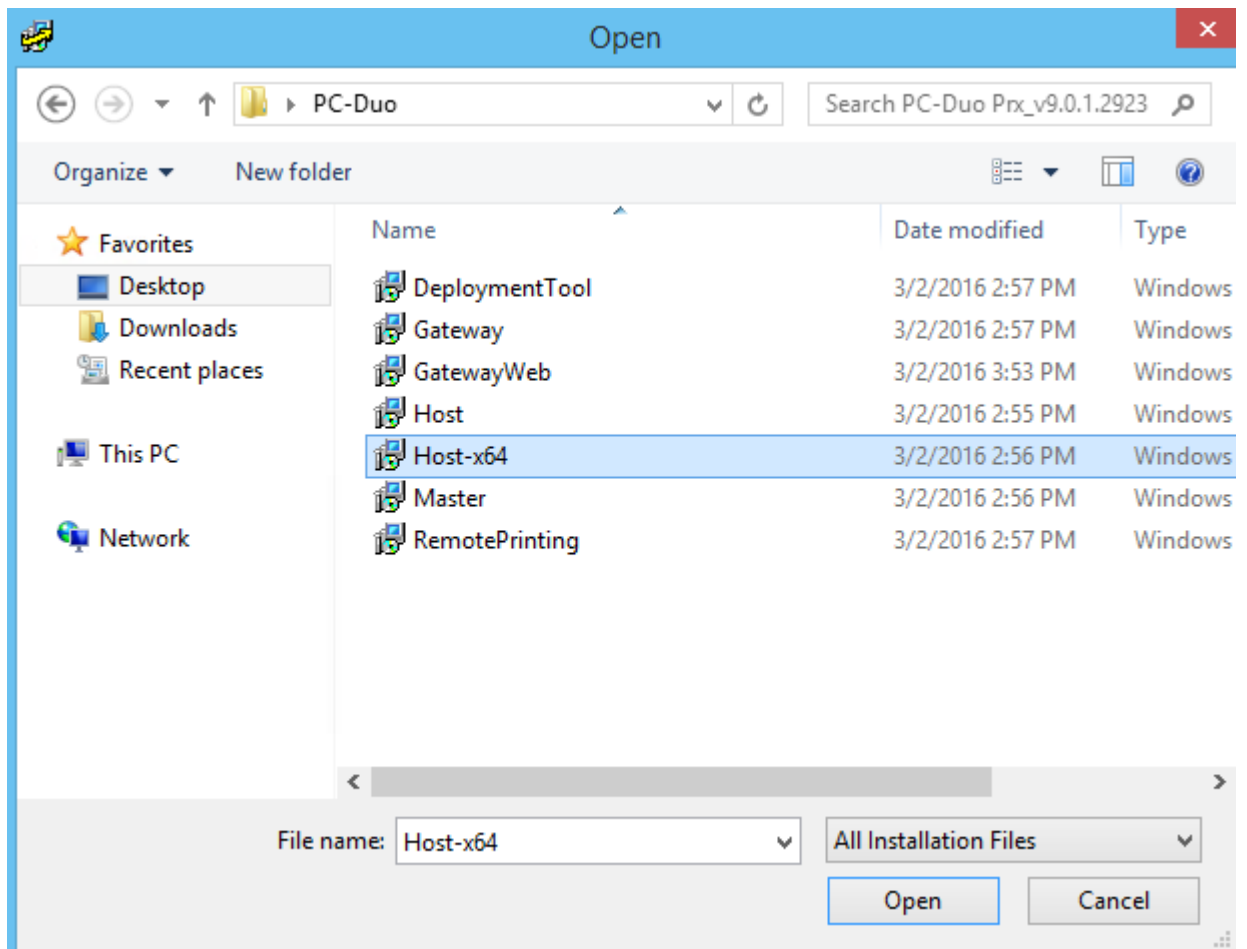 Open
PC-Duo
Search PC-Duo Prx_v9.0.1.2923
Organize
New folder
Favorites
Desktop
Downloads
Recent places
This PC
Network
Name Date modified Type
DeploymentTool 3/2/2016 2:57 PM Windows
Gateway 3/2/2016 2:57 PM Windows
GatewayWeb 3/2/2016 3:53 PM Windows
Host 3/2/2016 2:55 PM Windows
Host-x64 3/2/2016 2:56 PM Windows
Master 3/2/2016 2:56 PM Windows
RemotePrinting 3/2/2016 2:57 PM Windows
File name: Host-x64
All Installation Files
Open
Cancel